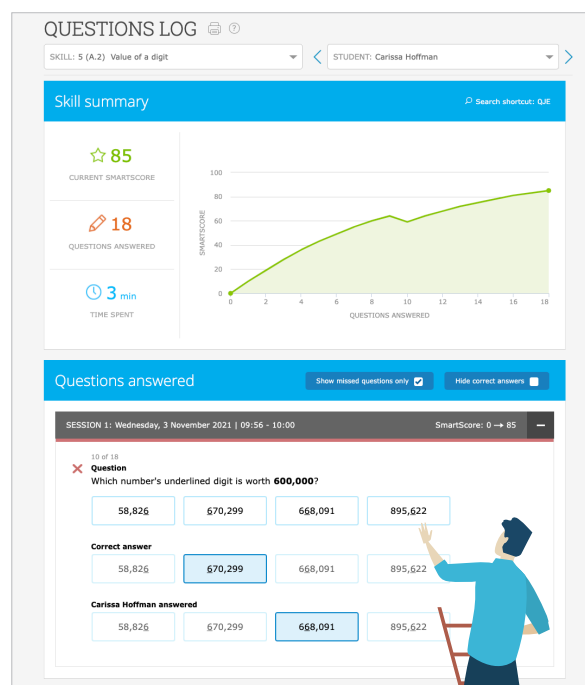 QUESTIONS LOG ?
SKILL: 5 (A.2) Value of a digit
STUDENT: Carissa Hoffman
Skill summary
Search shortcut: QJE
85
CURRENT SMARTSCORE
18
QUESTIONS ANSWERED
3 min
TIME SPENT
SMARTSCORE
100
80
60
40
20
0
0 2 4 6 8 10 12 14 16 18
QUESTIONS ANSWERED
Questions answered
Show missed questions only
Hide correct answers
SESSION 1: Wednesday, 3 November 2021 | 09:56 - 10:00 SmartScore: 0 → 85
10 of 18
Question
Which number's underlined digit is worth 600,000?
58,826 670,299 668,091 895,622
Correct answer
58,826 670,299 668,091 895,622
Carissa Hoffman answered
58,826 670,299 668,091 895,622